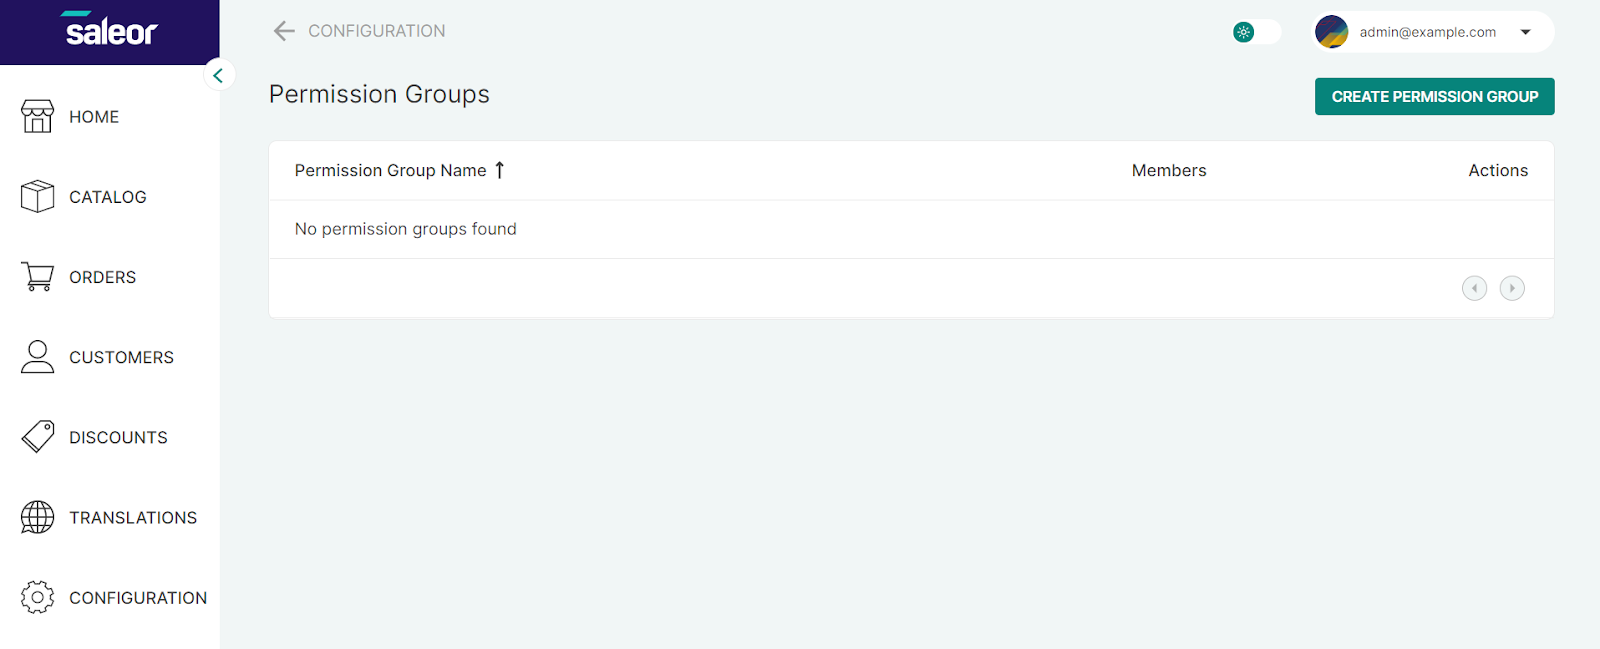 saleor
CONFIGURATION
admin@example.com
Permission Groups
CREATE PERMISSION GROUP
Permission Group Name Members Actions
No permission groups found
HOME
CATALOG
ORDERS
CUSTOMERS
DISCOUNTS
TRANSLATIONS
CONFIGURATION